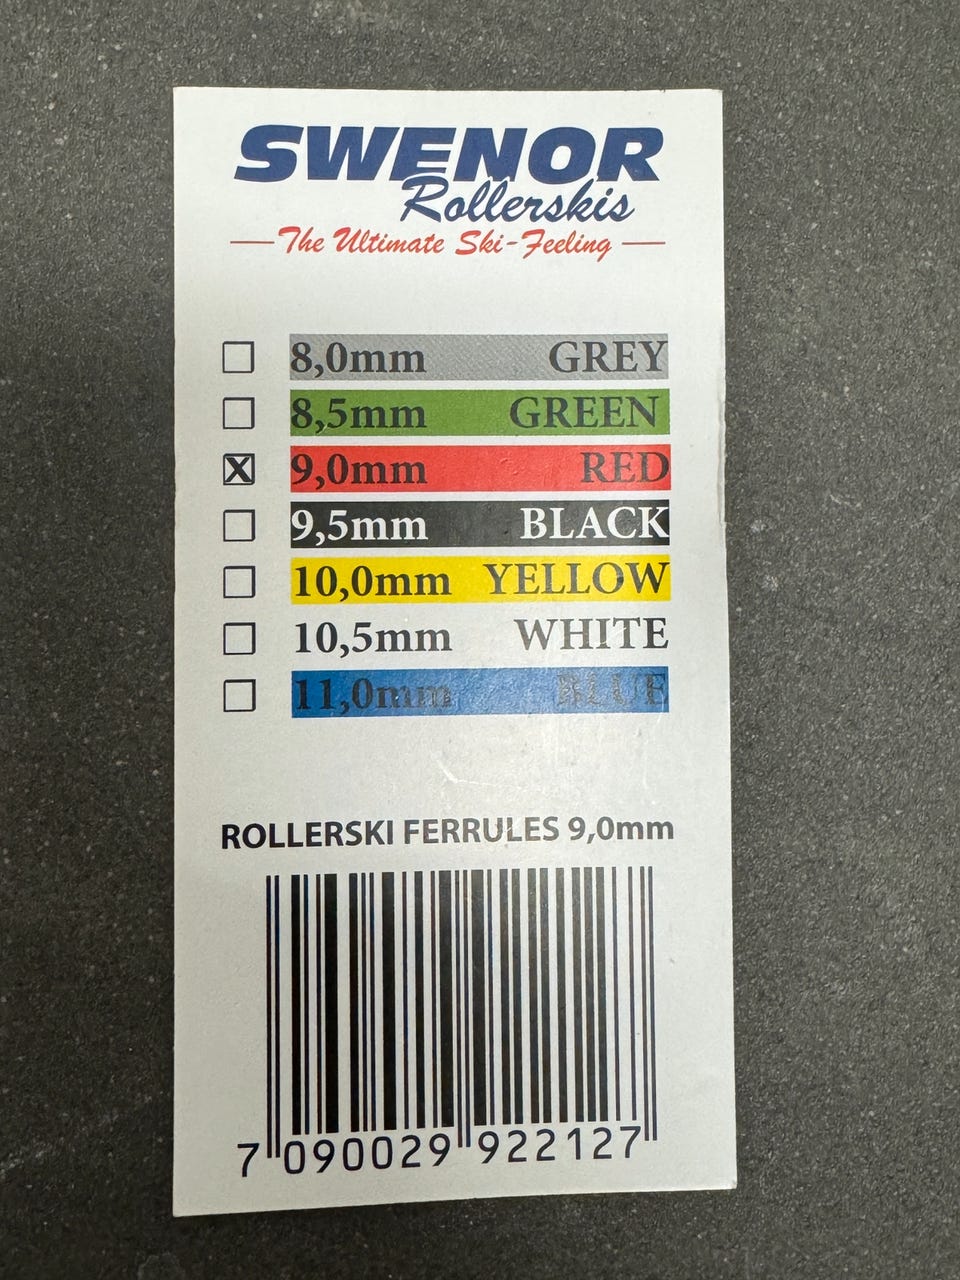 SWENOR
Rollerskis
The Ultimate Ski-Feeling
☐ 8,0mm GREY
☐ 8,5mm GREEN
☒ 9,0mm RED
☐ 9,5mm BLACK
☐ 10,0mm YELLOW
☐ 10,5mm WHITE
☐ 11,0mm BLUE
ROLLERSKI FERRULES 9,0mm
7 090029 922127